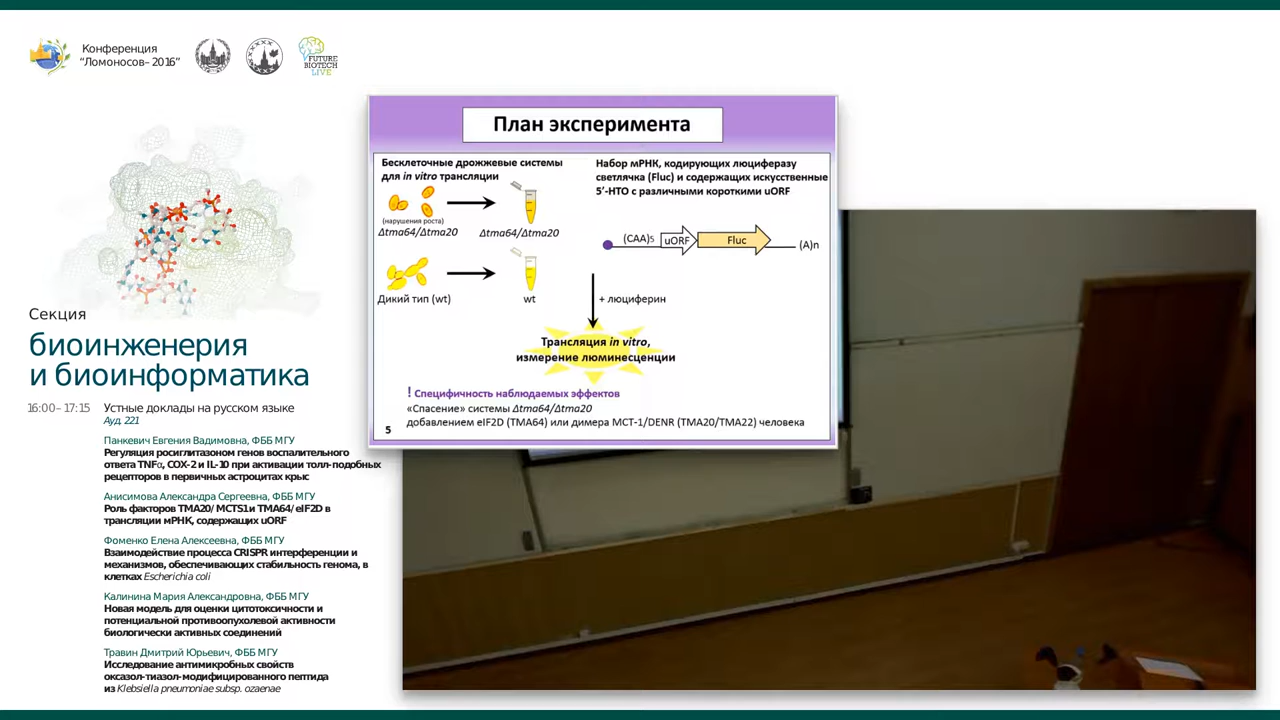 Конференция
“Ломоносов–2016”
FUTURE
BIOTECH
LIVE
План эксперимента
Бесклеточные дрожжевые системы
для in vitro трансляции
(нарушения роста)
Δtma64/Δtma20
Δtma64/Δtma20
Дикий тип (wt)
wt
Набор мРНК, кодирующих люциферазу
светлячка (Fluc) и содержащих искусственные
5’-НТО с различными короткими uORF
(CAA)5
uORF
Fluc
(A)n
+ люциферин
Трансляция in vitro,
измерение люминесценции
! Специфичность наблюдаемых эффектов
«Спасение» системы Δtma64/Δtma20
добавлением eIF2D (TMA64) или димера MCT-1/DENR (TMA20/TMA22) человека
5
Секция
биоинженерия
и биоинформатика
16:00–17:15
Устные доклады на русском языке
Ауд. 221
Панкевич Евгения Вадимовна, ФББ МГУ
Регуляция росиглитазоном генов воспалительного
ответа TNFα, COX-2 и IL-10 при активации толл-подобных
рецепторов в первичных астроцитах крыс
Анисимова Александра Сергеевна, ФББ МГУ
Роль факторов TMA20/MCTS1 и TMA64/eIF2D в
трансляции мРНК, содержащих uORF
Фоменко Елена Алексеевна, ФББ МГУ
Взаимодействие процесса CRISPR интерференции и
механизмов, обеспечивающих стабильность генома, в
клетках Escherichia coli
Калинина Мария Александровна, ФББ МГУ
Новая модель для оценки цитотоксичности и
потенциальной противоопухолевой активности
биологически активных соединений
Травин Дмитрий Юрьевич, ФББ МГУ
Исследование антимикробных свойств
оксазол-тиазол-модифицированного пептида
из Klebsiella pneumoniae subsp. ozaenae